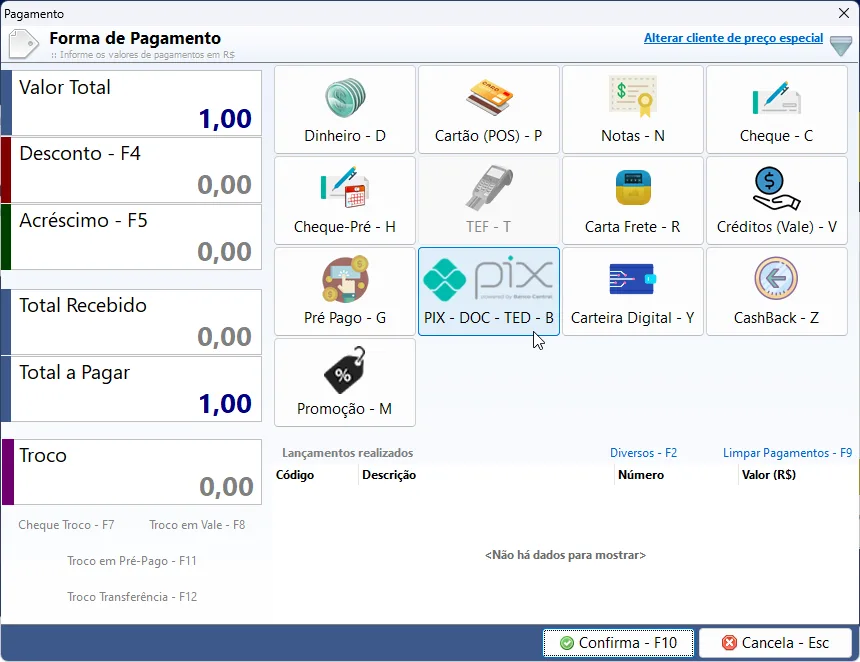 Pagamento
Forma de Pagamento
:: Informe os valores de pagamentos em R$
Alterar cliente de preço especial
Valor Total
1,00
Desconto - F4
0,00
Acréscimo - F5
0,00
Total Recebido
0,00
Total a Pagar
1,00
Troco
0,00
Cheque Troco - F7
Troco em Vale - F8
Troco em Pré-Pago - F11
Troco Transferência - F12
Dinheiro - D
Cartão (POS) - P
Notas - N
Cheque - C
Cheque-Pré - H
TEF - T
Carta Frete - R
Créditos (Vale) - V
Pré Pago - G
pix
powered by Banco Central
PIX - DOC - TED - B
Carteira Digital - Y
CashBack - Z
%
Promoção - M
Lançamentos realizados
Diversos - F2
Limpar Pagamentos - F9
Código
Descrição
Número
Valor (R$)
<Não há dados para mostrar>
Confirma - F10
Cancela - Esc